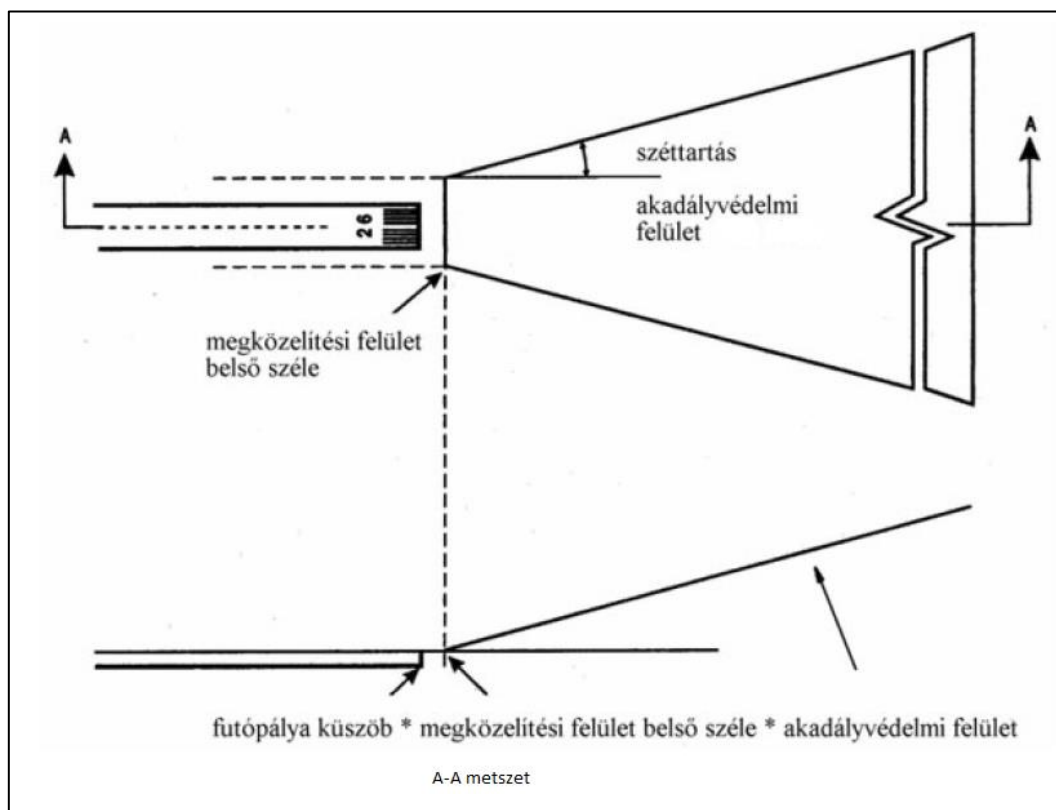 A
A
széttartás
akadályvédelmi
felület
26
megközelítési felület
belső széle
futópálya küszöb * megközelítési felület belső széle * akadályvédelmi felület
A-A metszet